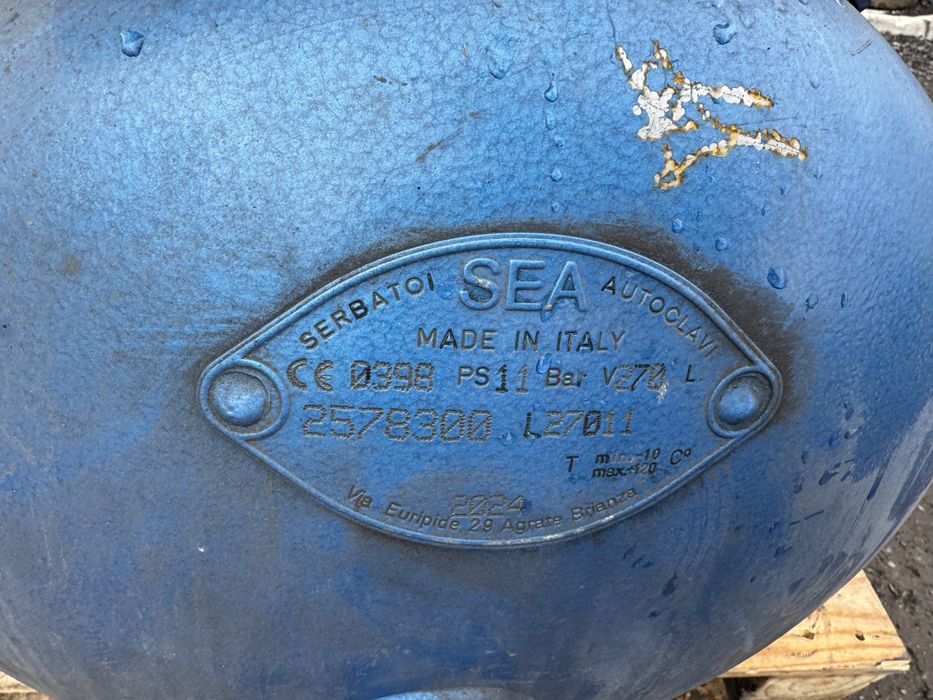 SERBATOI SEA AUTOCLAVI
MADE IN ITALY
CE 0398 PS 11 Bar V270 L.
2578300 L27011
T min.-10 C°
max.+120
2024
Via Euripide 29 Agrate Brianza